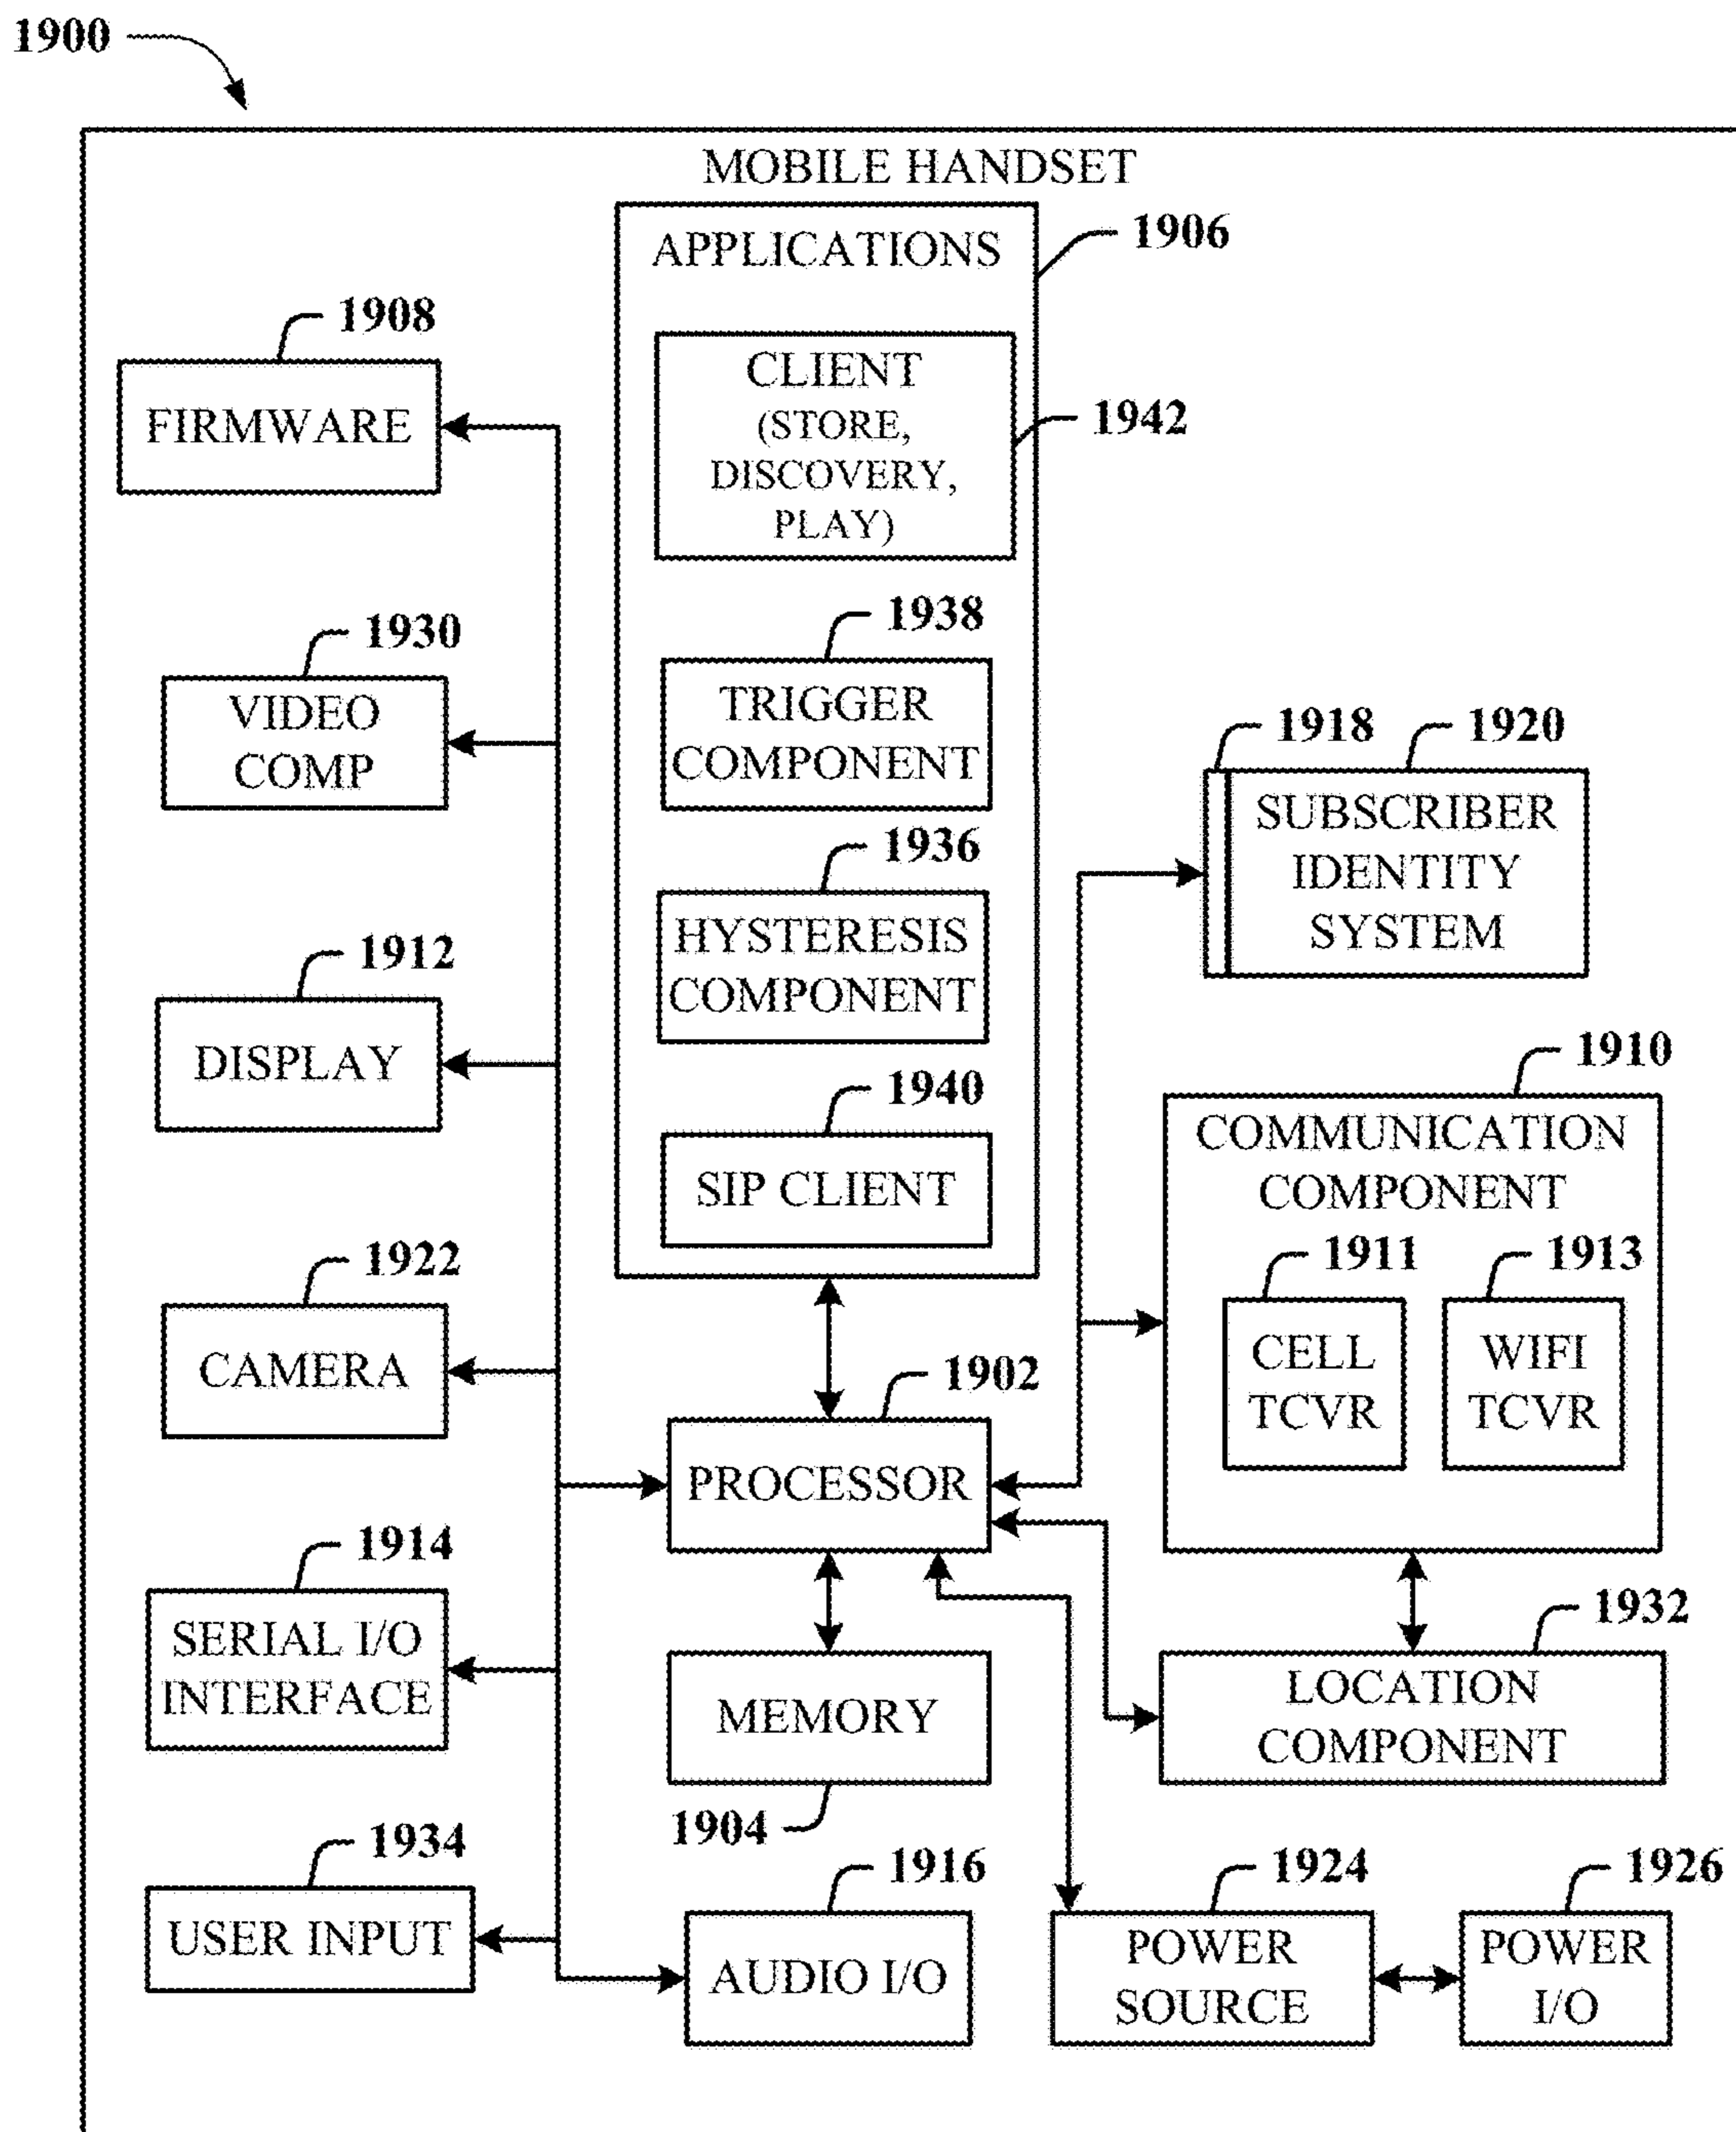 1900
MOBILE HANDSET
APPLICATIONS
1906
CLIENT
(STORE,
DISCOVERY,
PLAY)
1942
1938
TRIGGER
COMPONENT
1936
HYSTERESIS
COMPONENT
1940
SIP CLIENT
1908
FIRMWARE
1930
VIDEO
COMP
1912
DISPLAY
1922
CAMERA
1914
SERIAL I/O
INTERFACE
1934
USER INPUT
1902
PROCESSOR
MEMORY
1904
1916
AUDIO I/O
1918
1920
SUBSCRIBER
IDENTITY
SYSTEM
1910
COMMUNICATION
COMPONENT
1911
CELL
TCVR
1913
WIFI
TCVR
1932
LOCATION
COMPONENT
1924
POWER
SOURCE
1926
POWER
I/O